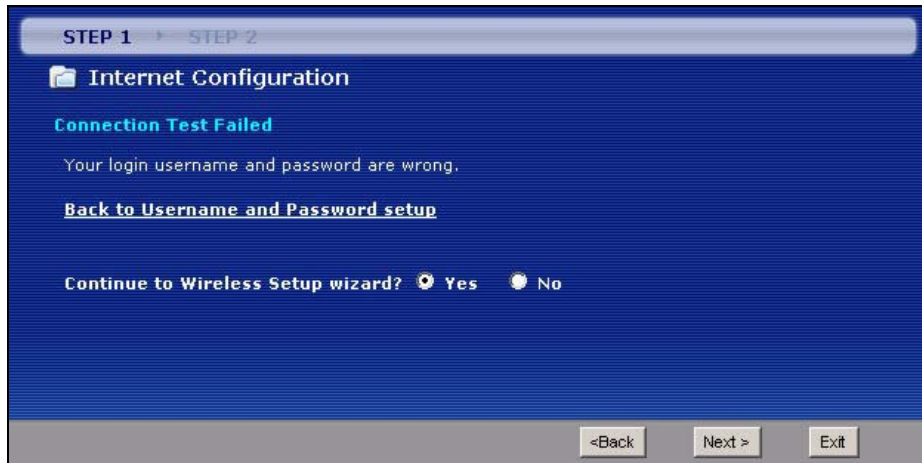 STEP 1 STEP 2
Internet Configuration
Connection Test Failed
Your login username and password are wrong.
Back to Username and Password setup
Continue to Wireless Setup wizard? Yes No
<Back Next > Exit